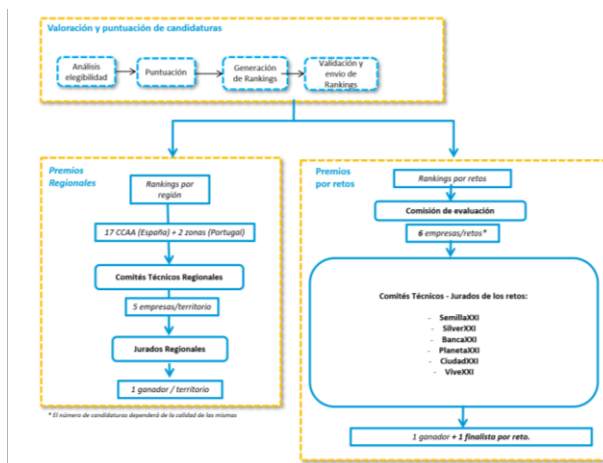 Valoración y puntuación de candidaturas
Análisis
elegibilidad
Puntuación
Generación
de Rankings
Validación y
envío de
Rankings
Premios
Regionales
Rankings por
región
17 CCAA (España) + 2 zonas (Portugal)
Comités Técnicos Regionales
5 empresas/territorio
Jurados Regionales
1 ganador / territorio
* El número de candidaturas dependerá de la calidad de las mismas
Premios
por retos
Rankings por retos
Comisión de evaluación
6 empresas/retos*
Comités Técnicos - Jurados de los retos:
- SemillaXXI
- SilverXXI
- BancaXXI
- PlanetaXXI
- CiudadXXI
- ViveXXI
1 ganador + 1 finalista por reto.